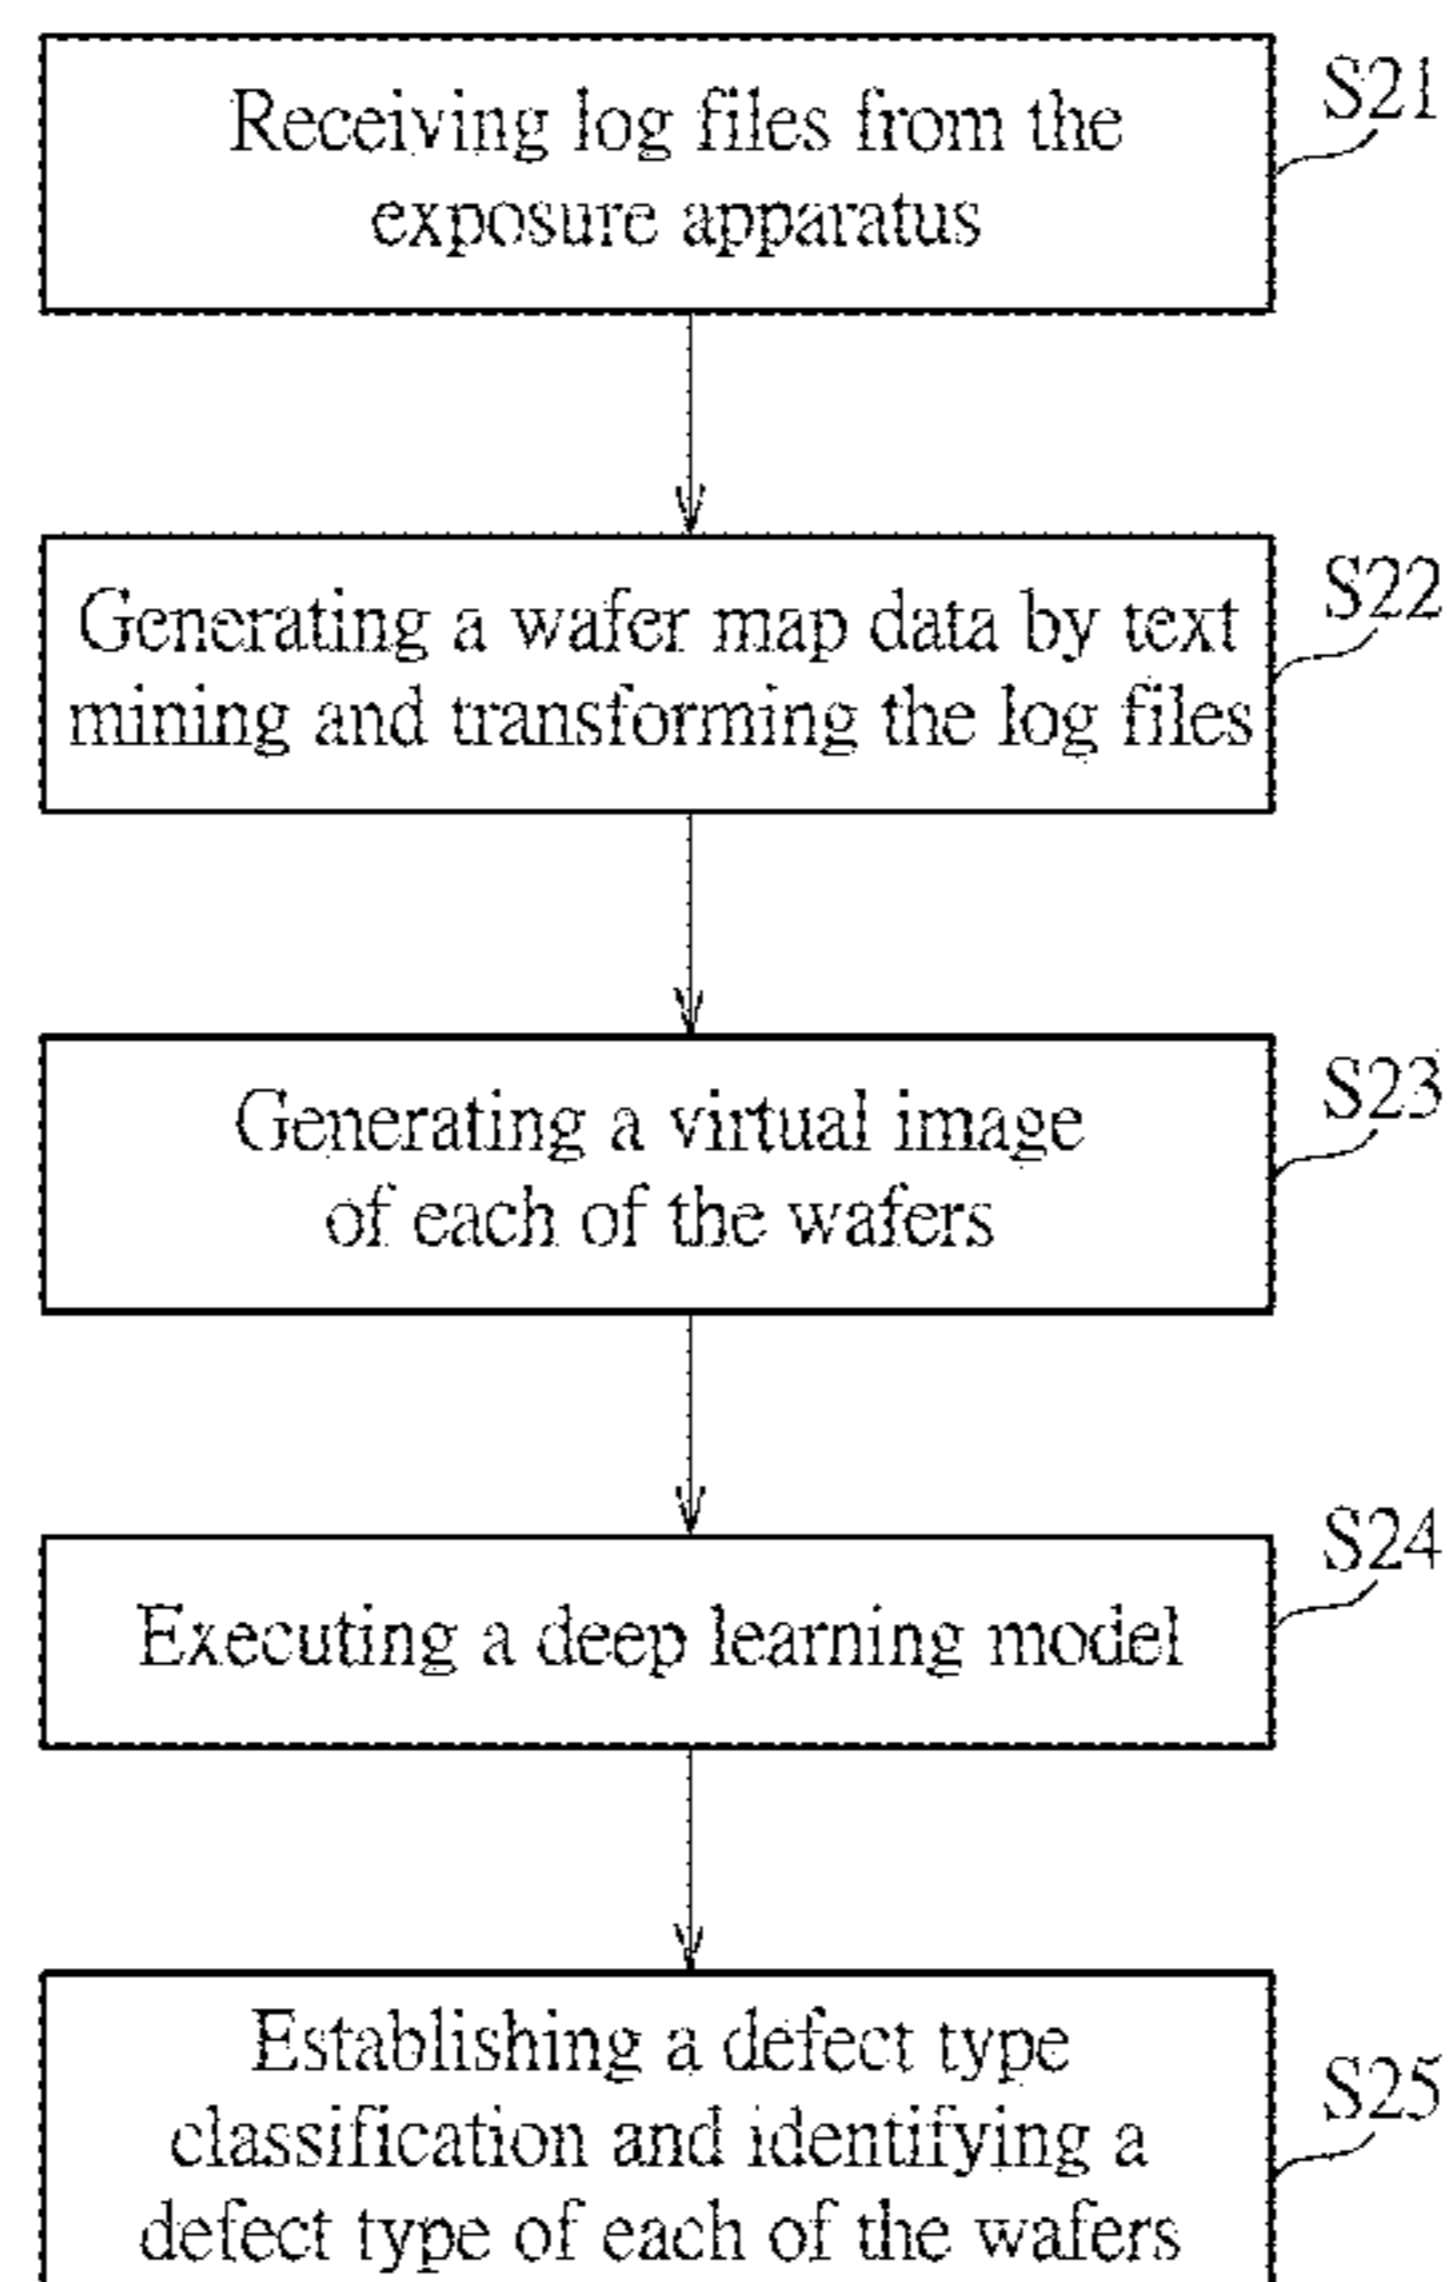 Receiving log files from the
exposure apparatus
S21
Generating a wafer map data by text
mining and transforming the log files
S22
Generating a virtual image
of each of the wafers
S23
Executing a deep learning model
S24
Establishing a defect type
classification and identifying a
defect type of each of the wafers
S25